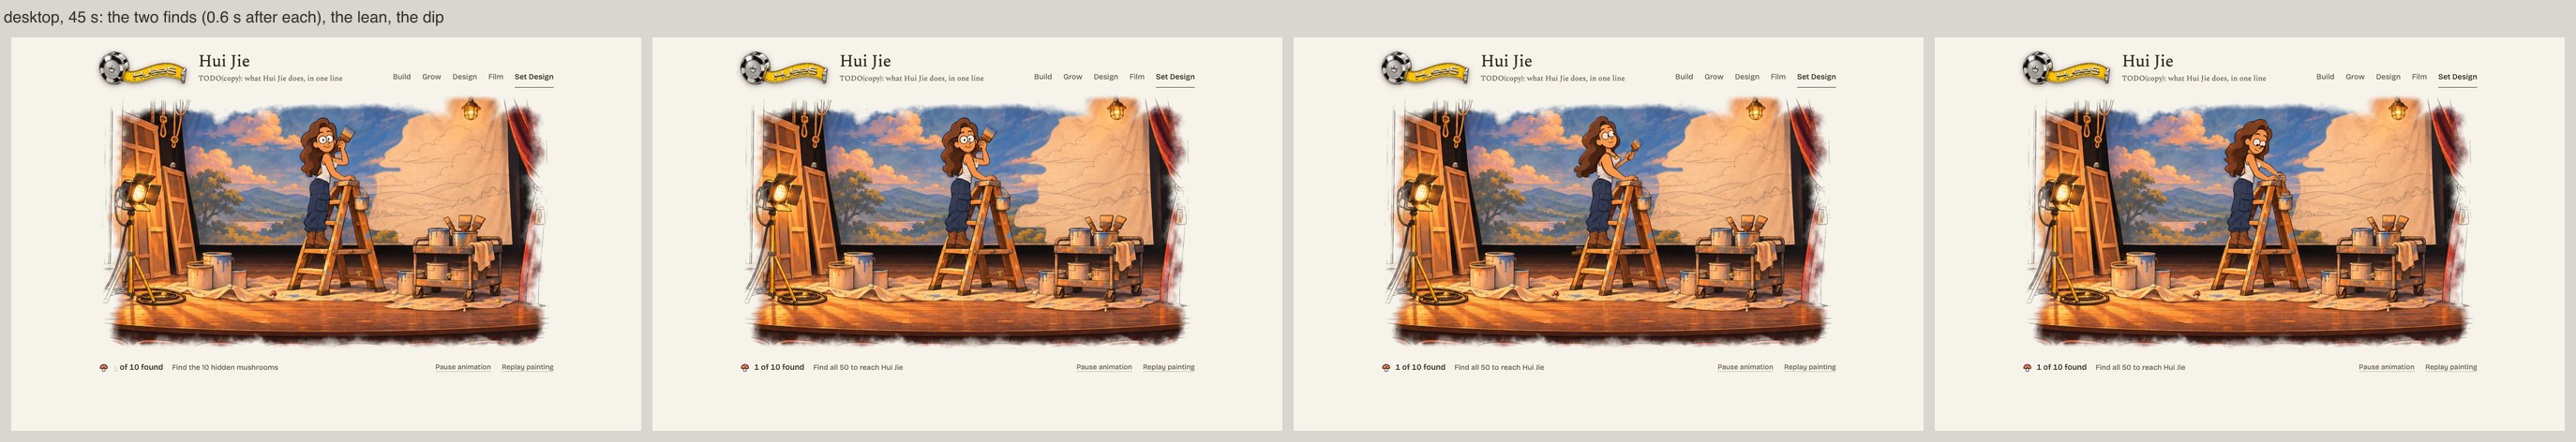 desktop, 45 s: the two finds (0.6 s after each), the lean, the dip
Hui Jie
TODO(copy): what Hui Jie does, in one line
Build Grow Design Film Set Design
of 10 found Find the 10 hidden mushrooms
Pause animation Replay painting
Hui Jie
TODO(copy): what Hui Jie does, in one line
Build Grow Design Film Set Design
1 of 10 found Find all 50 to reach Hui Jie
Pause animation Replay painting
Hui Jie
TODO(copy): what Hui Jie does, in one line
Build Grow Design Film Set Design
1 of 10 found Find all 50 to reach Hui Jie
Pause animation Replay painting
Hui Jie
TODO(copy): what Hui Jie does, in one line
Build Grow Design Film Set Design
1 of 10 found Find all 50 to reach Hui Jie
Pause animation Replay painting